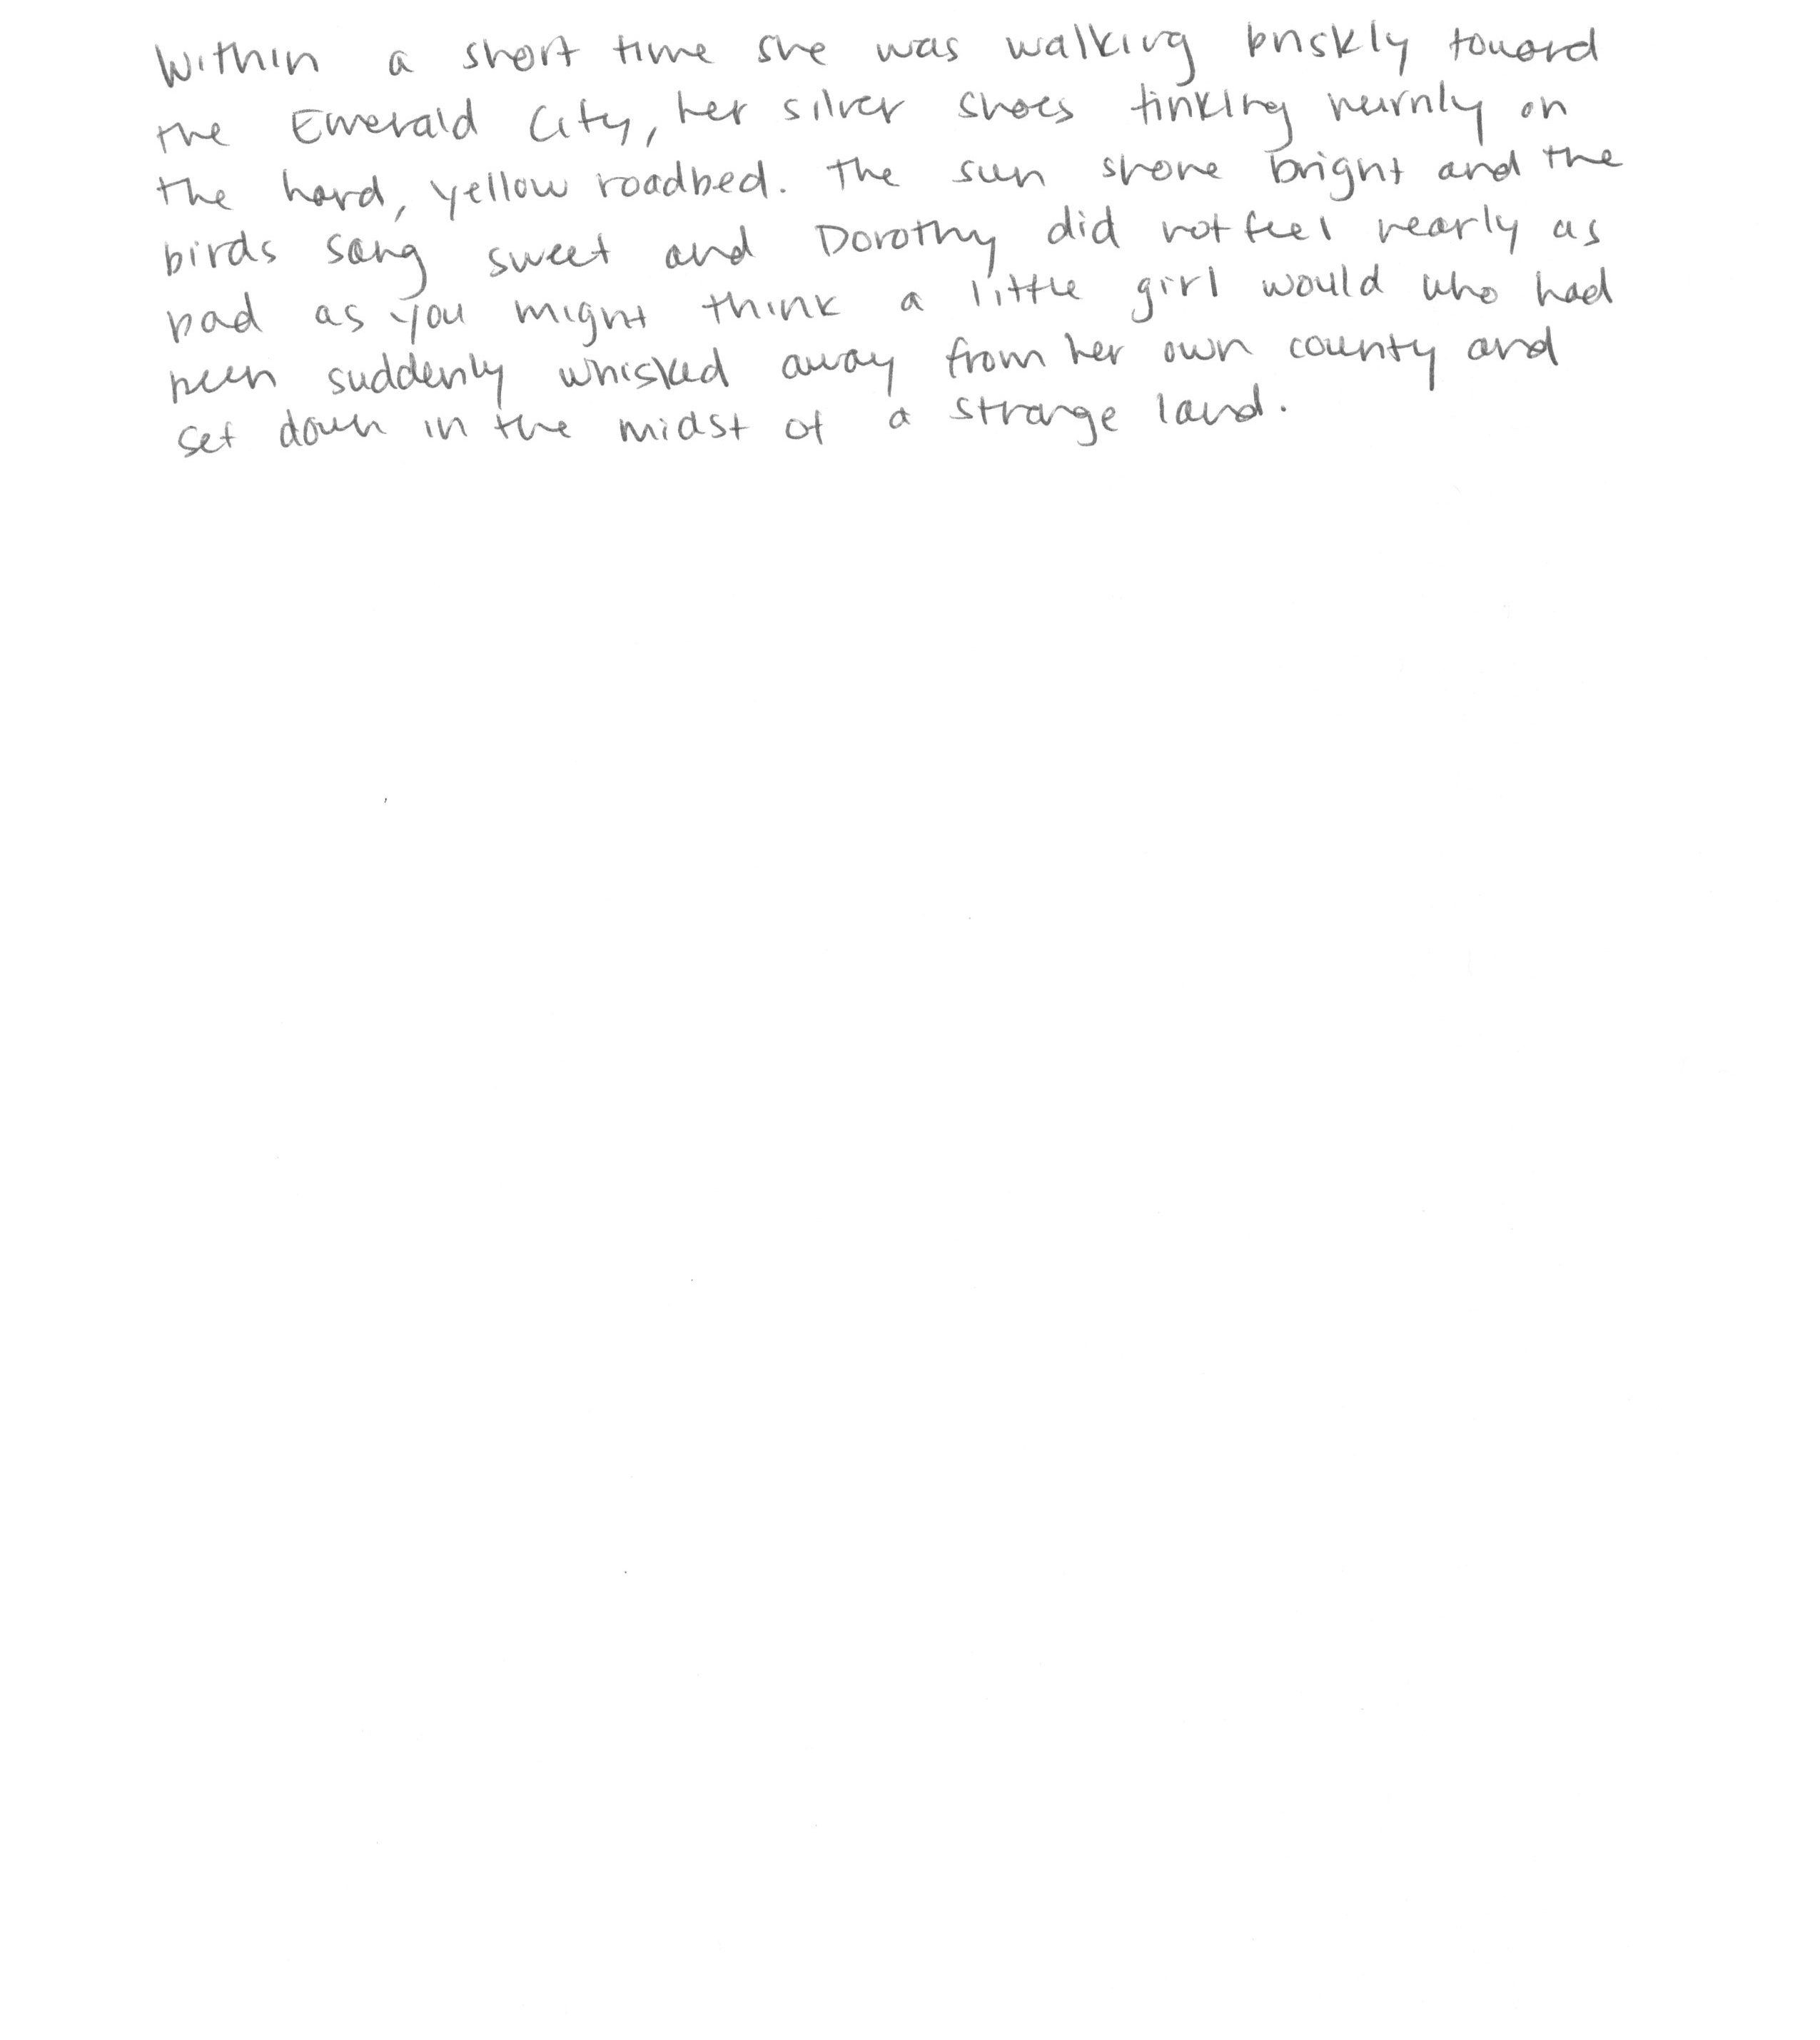 Within a short time she was walking briskly toward
the Emerald City, her silver shoes tinkling merrily on
the hard, yellow roadbed. The sun shone bright and the
birds sang sweet and Dorothy did not feel nearly as
bad as you might think a little girl would who had
been suddenly whisked away from her own county and
set down in the midst of a strange land.